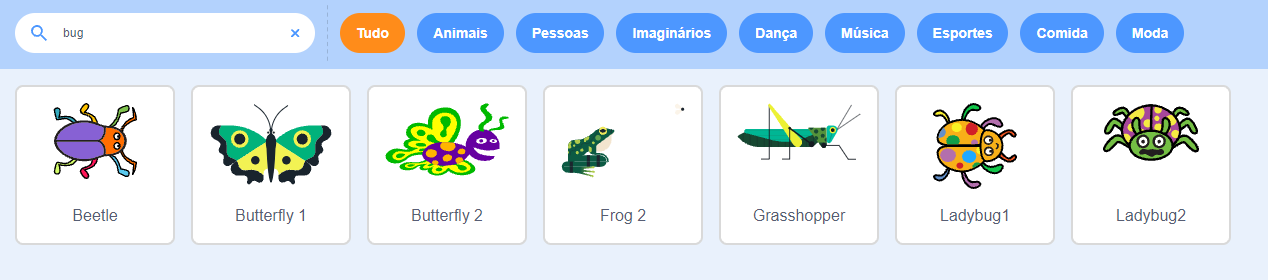 bug × Tudo Animais Pessoas Imaginários Dança Música Esportes Comida Moda
Beetle Butterfly 1 Butterfly 2 Frog 2 Grasshopper Ladybug1 Ladybug2